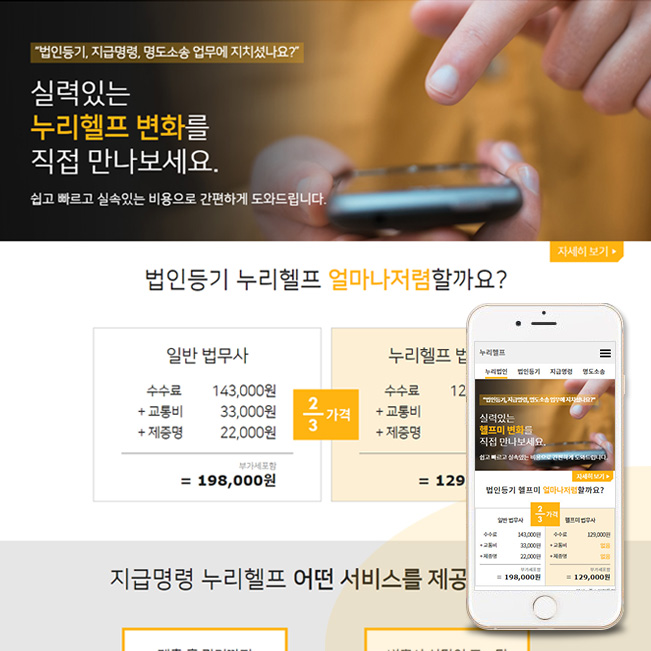 "법인등기, 지급명령, 명도소송 업무에 지치셨나요?"
실력있는
누리헬프 변화를
직접 만나보세요.
쉽고 빠르고 실속있는 비용으로 간편하게 도와드립니다.
자세히 보기
법인등기 누리헬프 얼마나저렴할까요?
일반 법무사
수수료 143,000원
+ 교통비 33,000원
+ 제증명 22,000원
부가세포함
= 198,000원
2/3 가격
누리헬프 법
수수료 12
+ 교통비
+ 제증명
= 129
지급명령 누리헬프 어떤 서비스를 제공
누리헬프
누리법인 법인등기 지급명령 명도소송
"법인등기, 지급명령, 명도소송 업무에 지치셨나요?"
실력있는
헬프미 변화를
직접 만나보세요.
쉽고 빠르고 실속있는 비용으로 간편하게 도와드립니다.
자세히 보기
법인등기 헬프미 얼마나저렴할까요?
일반 법무사
수수료 143,000원
+ 교통비 33,000원
+ 제증명 22,000원
부가세포함
= 198,000원
2/3 가격
헬프미 법무사
수수료 129,000원
+ 교통비 없음
+ 제증명 없음
부가세포함
= 129,000원